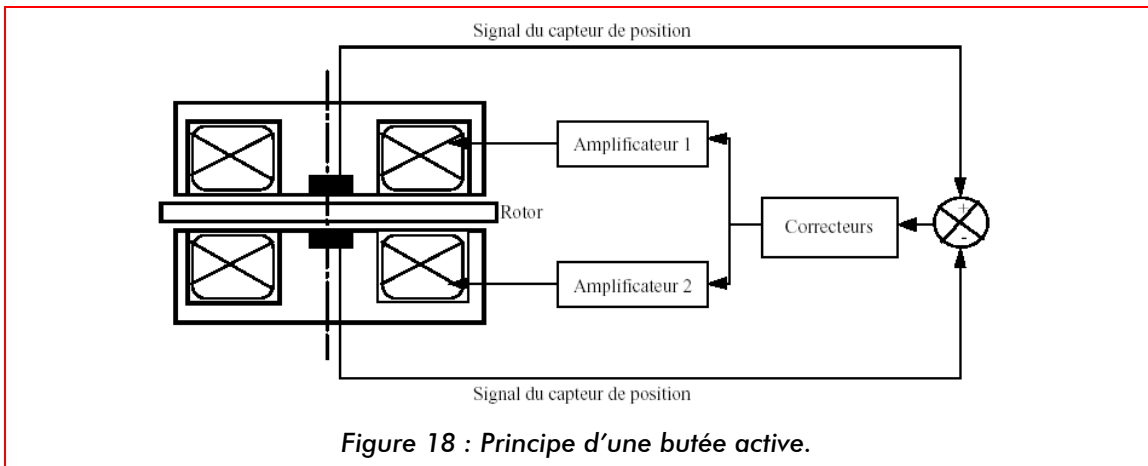 Signal du capteur de position
Amplificateur 1
Rotor
Correcteurs
+
-
Amplificateur 2
Signal du capteur de position
Figure 18 : Principe d'une butée active.